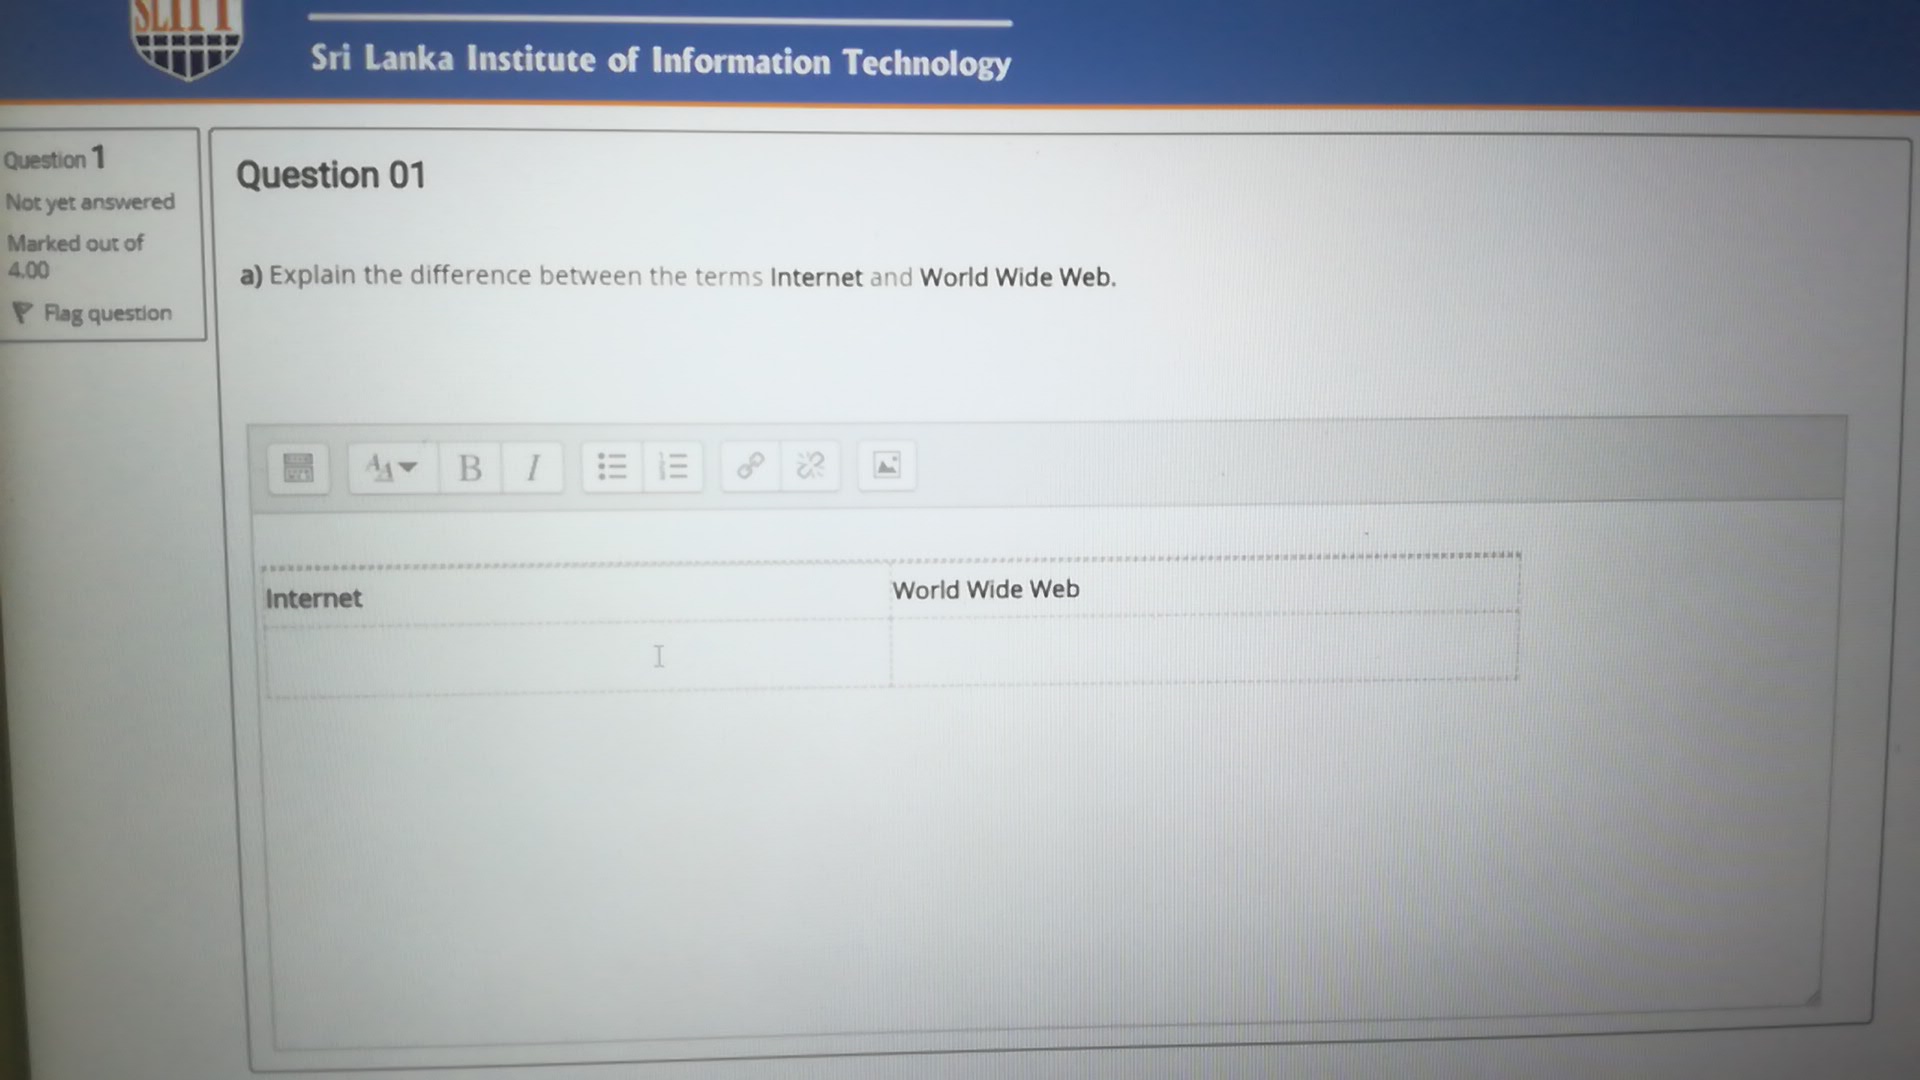 SLIIT
Sri Lanka Institute of Information Technology
Question 1
Not yet answered
Marked out of
4.00
Flag question
Question 01
a) Explain the difference between the terms Internet and World Wide Web.
B I
Internet
World Wide Web